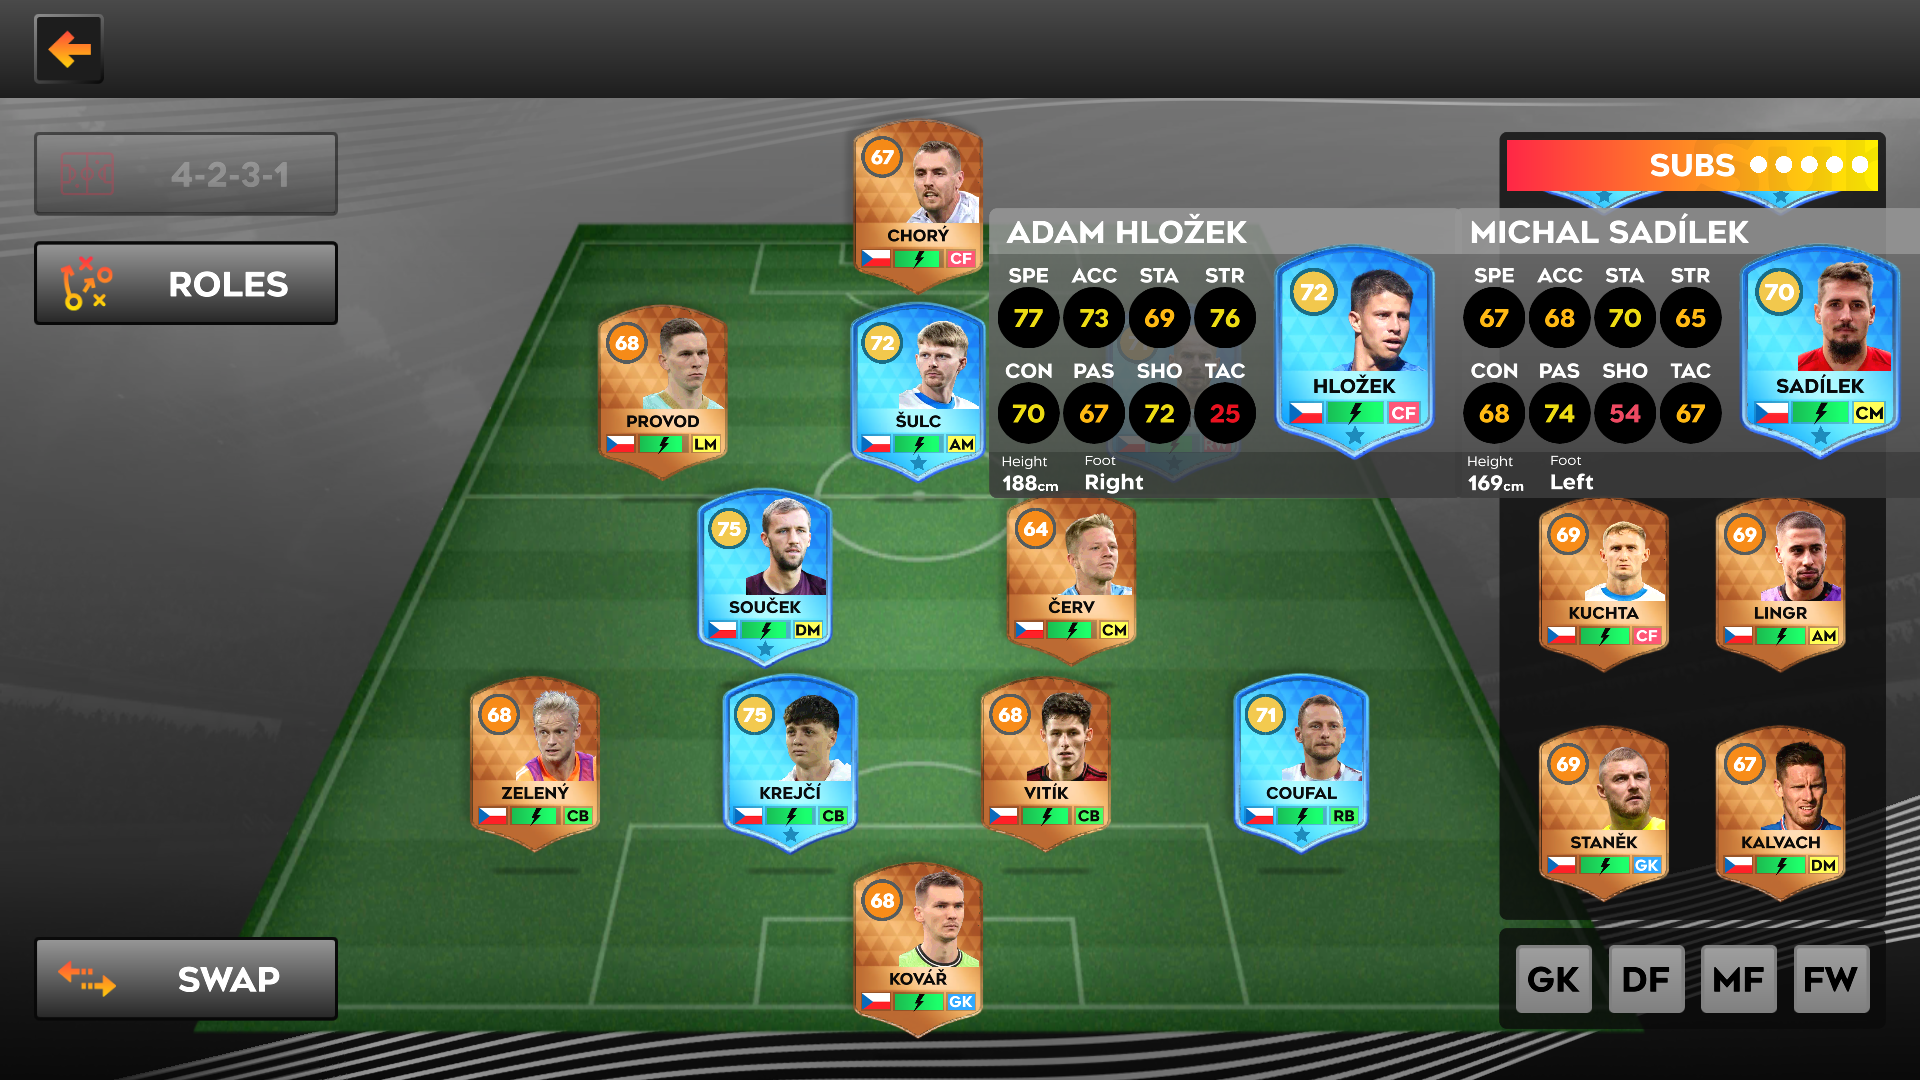 4-2-3-1
ROLES
SWAP
67
CHORÝ
CF
68
PROVOD
LM
72
ŠULC
AM
75
SOUČEK
DM
64
ČERV
CM
68
ZELENÝ
CB
75
KREJČÍ
CB
68
VITÍK
CB
71
COUFAL
RB
68
KOVÁŘ
GK
ADAM HLOŽEK
SPE ACC STA STR
77 73 69 76
CON PAS SHO TAC
70 67 72 25
Height Foot
188cm Right
72
HLOŽEK
CF
MICHAL SADÍLEK
SPE ACC STA STR
67 68 70 65
CON PAS SHO TAC
68 74 54 67
Height Foot
169cm Left
70
SADÍLEK
CM
SUBS
69
KUCHTA
CF
69
LINGR
AM
69
STANĚK
GK
67
KALVACH
DM
GK DF MF FW